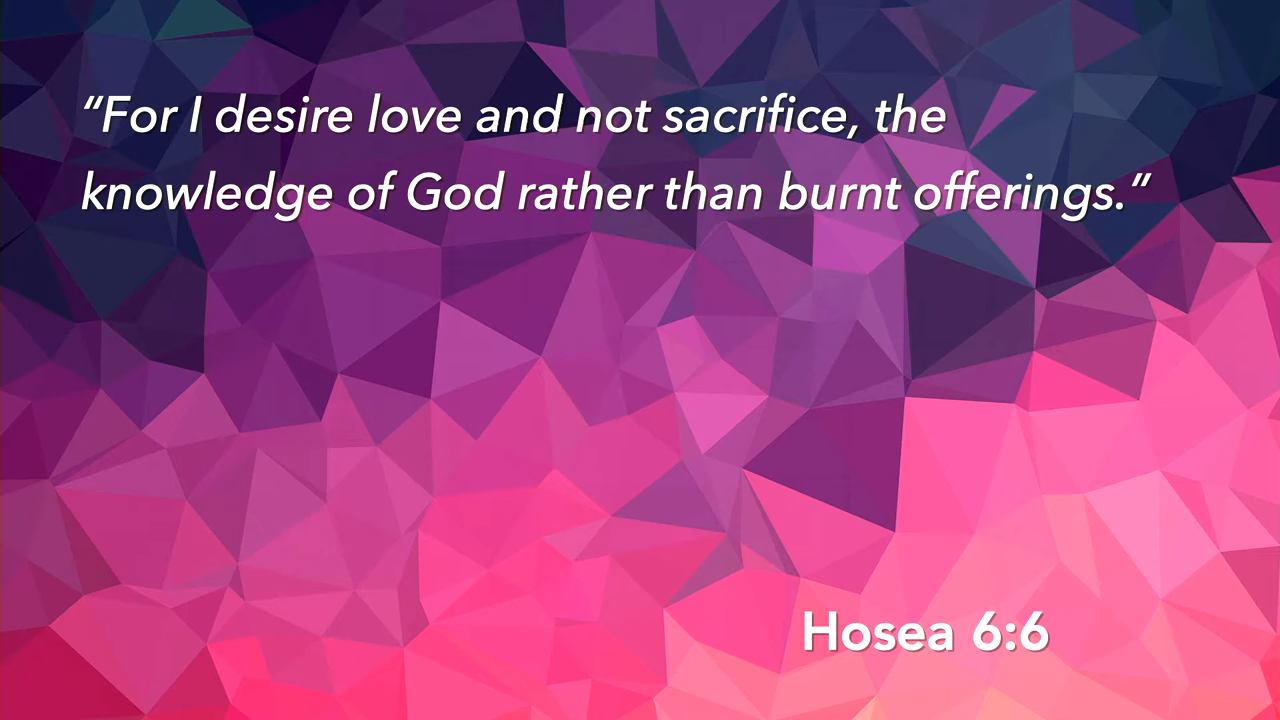 “For I desire love and not sacrifice, the
knowledge of God rather than burnt offerings.”
Hosea 6:6